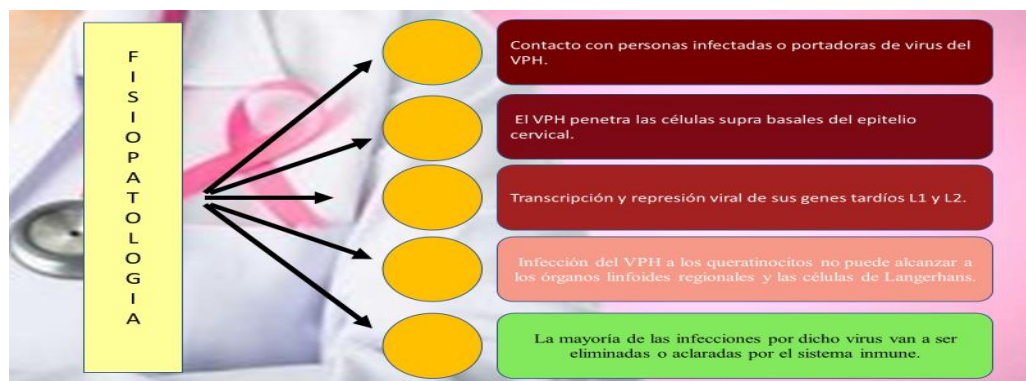 FISIOPATOLOGIA
Contacto con personas infectadas o portadoras de virus del
VPH.
El VPH penetra las células supra basales del epitelio
cervical.
Transcripción y represión viral de sus genes tardíos L1 y L2.
Infección del VPH a los queratinocitos no puede alcanzar a
los órganos linfoides regionales y las células de Langerhans.
La mayoría de las infecciones por dicho virus van a ser
eliminadas o aclaradas por el sistema inmune.